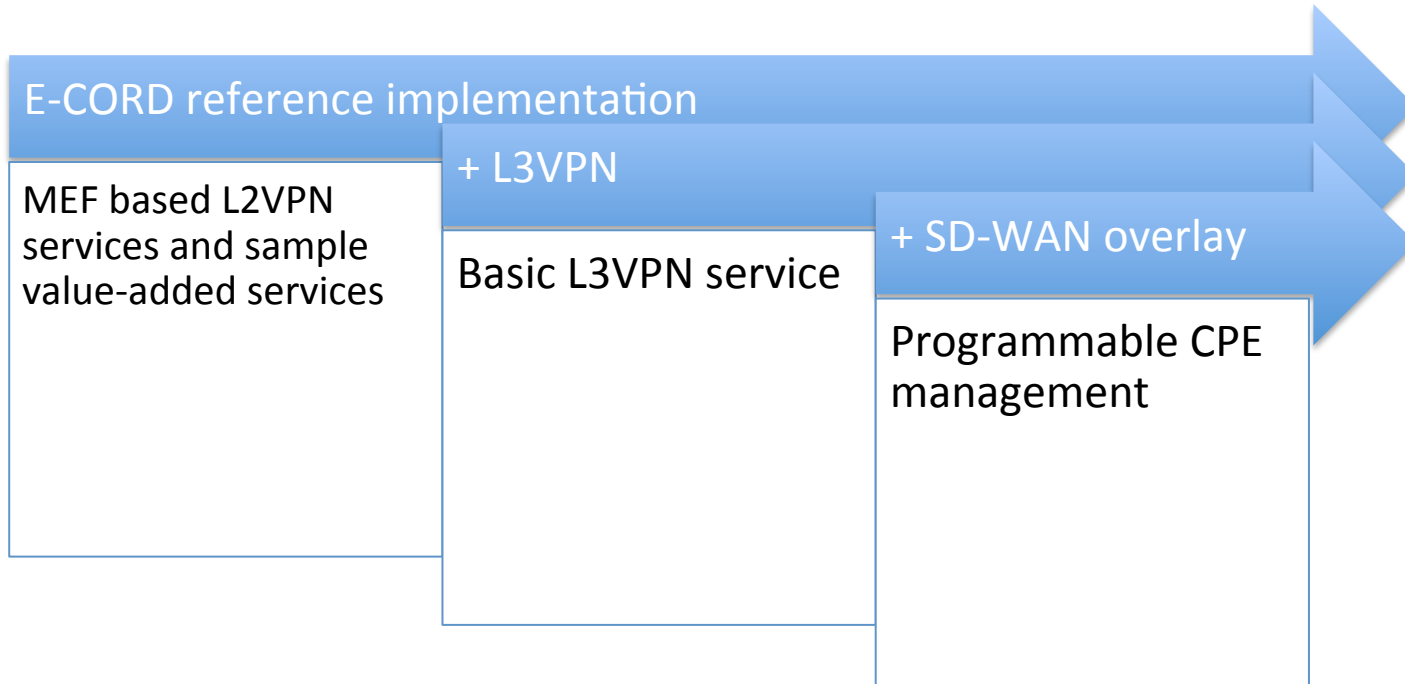 E-CORD reference implementation
MEF based L2VPN
services and sample
value-added services
+ L3VPN
Basic L3VPN service
+ SD-WAN overlay
Programmable CPE
management